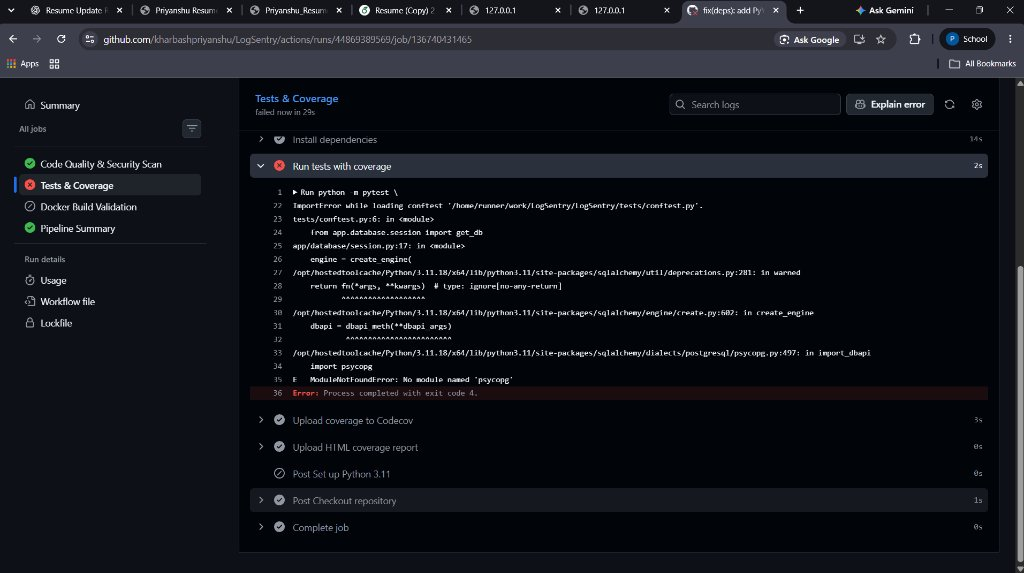 Resume Update F
Priyanshu Resum
Priyanshu_Resum
Resume (Copy) 2
127.0.0.1
127.0.0.1
fix(deps): add Py
Ask Gemini
github.com/kharbashpriyanshu/LogSentry/actions/runs/44869389569/job/136740431465
Ask Google
P
School
Apps
All Bookmarks
Summary
All jobs
Code Quality & Security Scan
Tests & Coverage
Docker Build Validation
Pipeline Summary
Run details
Usage
Workflow file
Lockfile
Tests & Coverage
failed now in 29s
Search logs
Explain error
Install dependencies 14s
Run tests with coverage 2s
1 ▶ Run python -m pytest \
22 ImportError while loading conftest '/home/runner/work/LogSentry/LogSentry/tests/conftest.py'.
23 tests/conftest.py:6: in <module>
24 from app.database.session import get_db
25 app/database/session.py:17: in <module>
26 engine = create_engine(
27 /opt/hostedtoolcache/Python/3.11.18/x64/lib/python3.11/site-packages/sqlalchemy/util/deprecations.py:281: in warned
28 return fn(*args, **kwargs) # type: ignore[no-any-return]
29 ^^^^^^^^^^^^^^^^^^^
30 /opt/hostedtoolcache/Python/3.11.18/x64/lib/python3.11/site-packages/sqlalchemy/engine/create.py:602: in create_engine
31 dbapi = dbapi_meth(**dbapi_args)
32 ^^^^^^^^^^^^^^^^^^^^^^^^
33 /opt/hostedtoolcache/Python/3.11.18/x64/lib/python3.11/site-packages/sqlalchemy/dialects/postgresql/psycopg.py:497: in import_dbapi
34 import psycopg
35 E ModuleNotFoundError: No module named 'psycopg'
36 Error: Process completed with exit code 4.
Upload coverage to Codecov 3s
Upload HTML coverage report 0s
Post Set up Python 3.11 0s
Post Checkout repository 1s
Complete job 0s